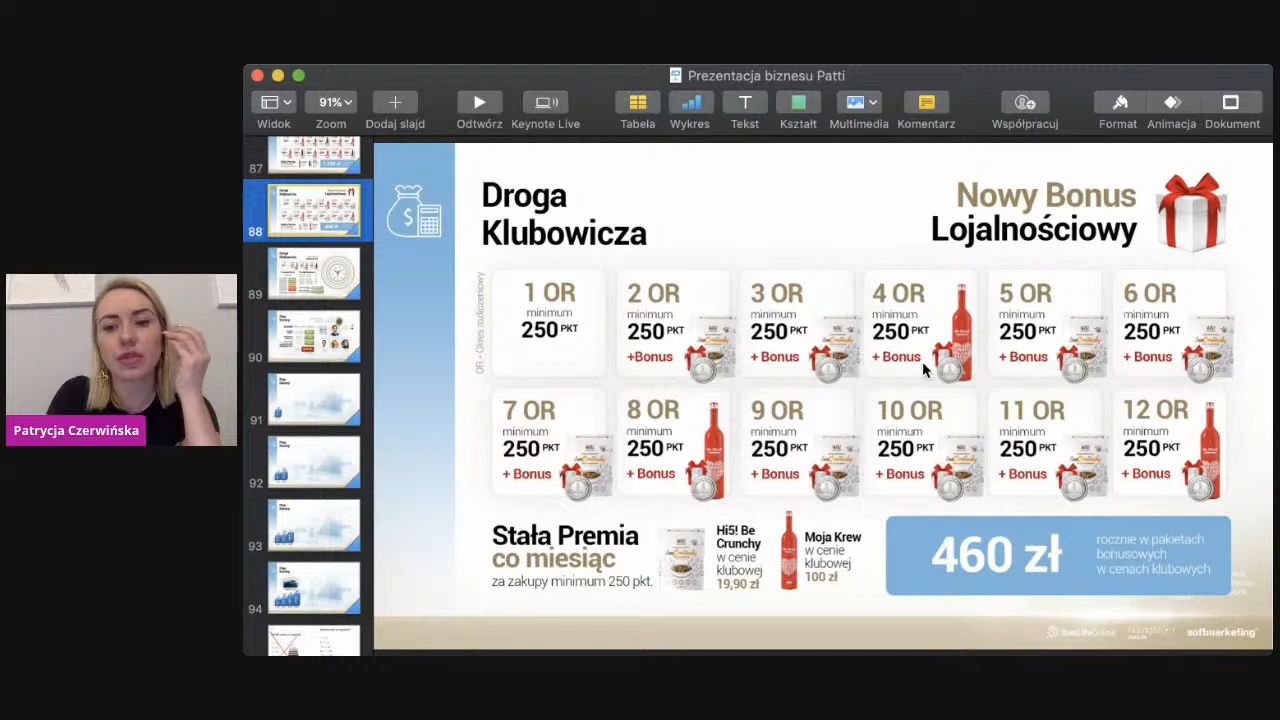 Prezentacja biznesu Patti
91%
Widok
Zoom
Dodaj slajd
Odtwórz
Keynote Live
Tabela
Wykres
Tekst
Kształt
Multimedia
Komentarz
Współpracuj
Format
Animacja
Dokument
87
88
89
90
91
92
93
94
Patrycja Czerwińska
Droga
Klubowicza
Nowy Bonus
Lojalnościowy
OR - Okres rozliczeniowy
1 OR
minimum
250 PKT
2 OR
minimum
250 PKT
+Bonus
3 OR
minimum
250 PKT
+ Bonus
4 OR
minimum
250 PKT
+ Bonus
5 OR
minimum
250 PKT
+ Bonus
6 OR
minimum
250 PKT
+ Bonus
7 OR
minimum
250 PKT
+ Bonus
8 OR
minimum
250 PKT
+ Bonus
9 OR
minimum
250 PKT
+ Bonus
10 OR
minimum
250 PKT
+ Bonus
11 OR
minimum
250 PKT
+ Bonus
12 OR
minimum
250 PKT
+ Bonus
Stała Premia
co miesiąc
za zakupy minimum 250 pkt.
Hi5! Be
Crunchy
w cenie
klubowej
19,90 zł
Moja Krew
w cenie
klubowej
100 zł
460 zł
rocznie w pakietach
bonusowych
w cenach klubowych
DuoLifeOnline
softmarketing